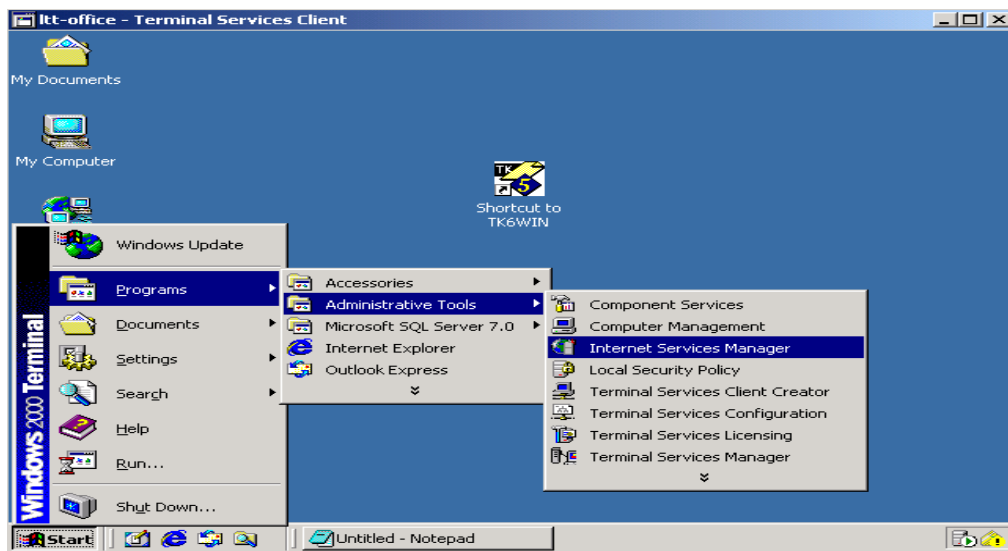 ltt-office - Terminal Services Client
My Documents
My Computer
TK
5
Shortcut to
TK6WIN
Windows 2000 Terminal
Windows Update
Programs
Documents
Settings
Search
Help
Run...
Shut Down...
Accessories
Administrative Tools
Microsoft SQL Server 7.0
Internet Explorer
Outlook Express
Component Services
Computer Management
Internet Services Manager
Local Security Policy
Terminal Services Client Creator
Terminal Services Configuration
Terminal Services Licensing
Terminal Services Manager
Start
Untitled - Notepad